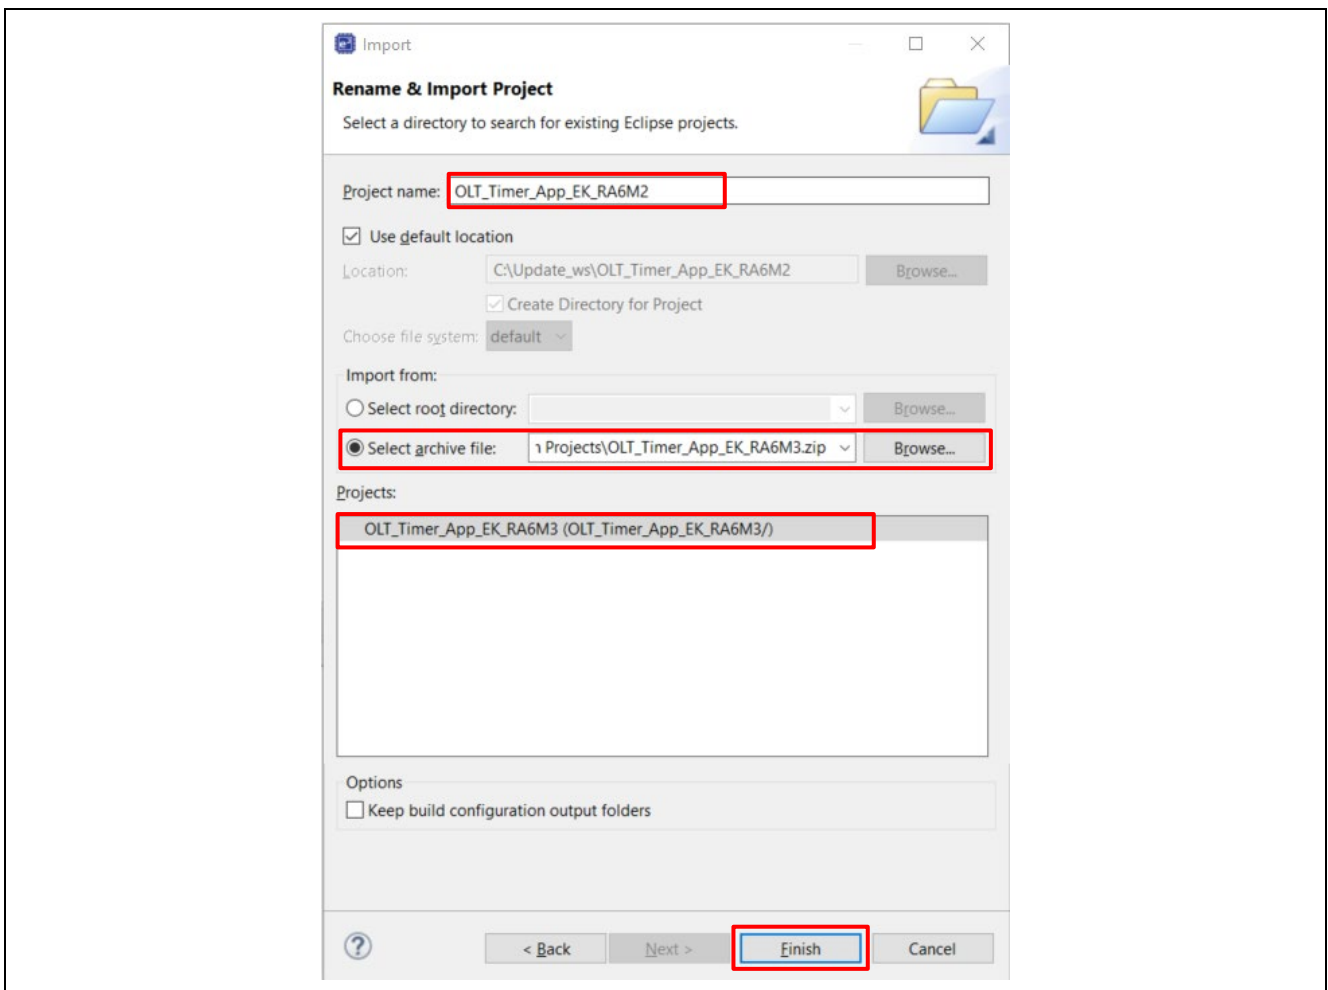 Import
Rename & Import Project
Select a directory to search for existing Eclipse projects.
Project name: OLT_Timer_App_EK_RA6M2
Use default location
Location: C:\Update_ws\OLT_Timer_App_EK_RA6M2 Browse...
Create Directory for Project
Choose file system: default
Import from:
Select root directory: Browse...
Select archive file: Projects\OLT_Timer_App_EK_RA6M3.zip Browse...
Projects:
OLT_Timer_App_EK_RA6M3 (OLT_Timer_App_EK_RA6M3/)
Options
Keep build configuration output folders
? < Back Next > Finish Cancel